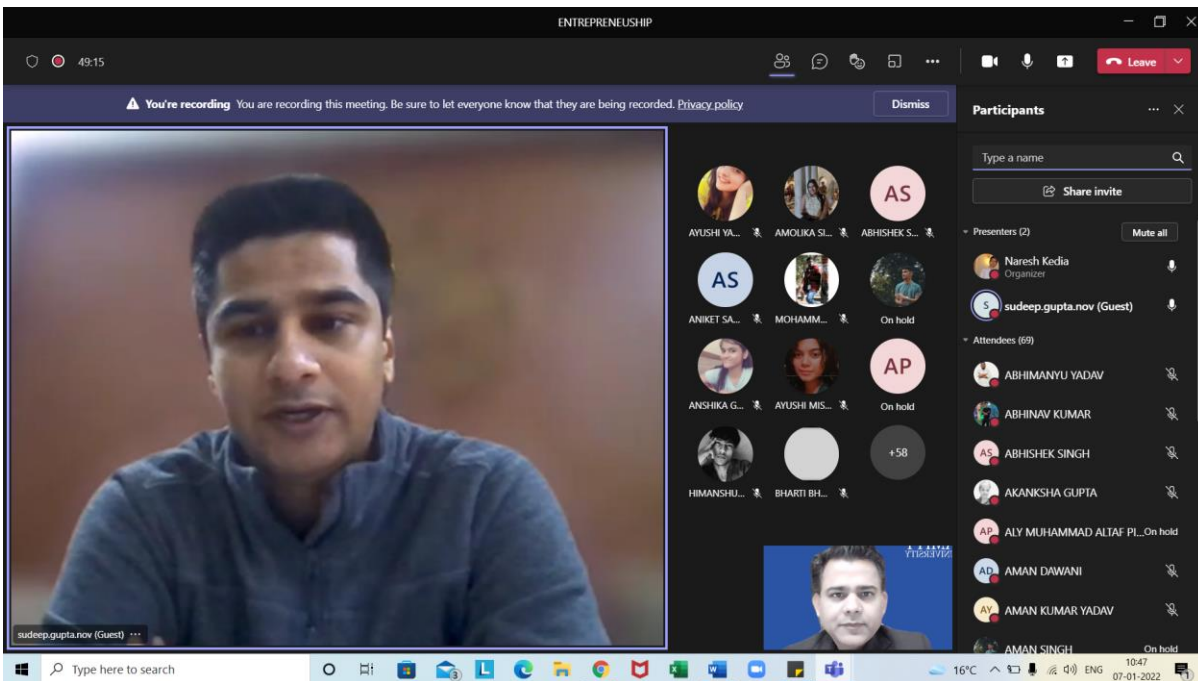 ENTREPRENEUSHIP
49:15
Leave
You're recording You are recording this meeting. Be sure to let everyone know that they are being recorded. Privacy policy
Dismiss
Participants
Type a name
Share invite
Presenters (2)
Mute all
Naresh Kedia
Organizer
S
sudeep.gupta.nov (Guest)
Attendees (69)
ABHIMANYU YADAV
ABHINAV KUMAR
AS ABHISHEK SINGH
AKANKSHA GUPTA
AP ALY MUHAMMAD ALTAF PI... On hold
AD AMAN DAWANI
AY AMAN KUMAR YADAV
AMAN SINGH On hold
AS
AYUSHI YA... AMOLIKA SI... ABHISHEK S...
AS
ANIKET SA... MOHAMM... On hold
AP
ANSHIKA G... AYUSHI MIS... On hold
+58
HIMANSHU... BHARTI BH...
UNIVERSITY
sudeep.gupta.nov (Guest) ...
Type here to search
3
L
16°C
ENG
10:47
07-01-2022
1